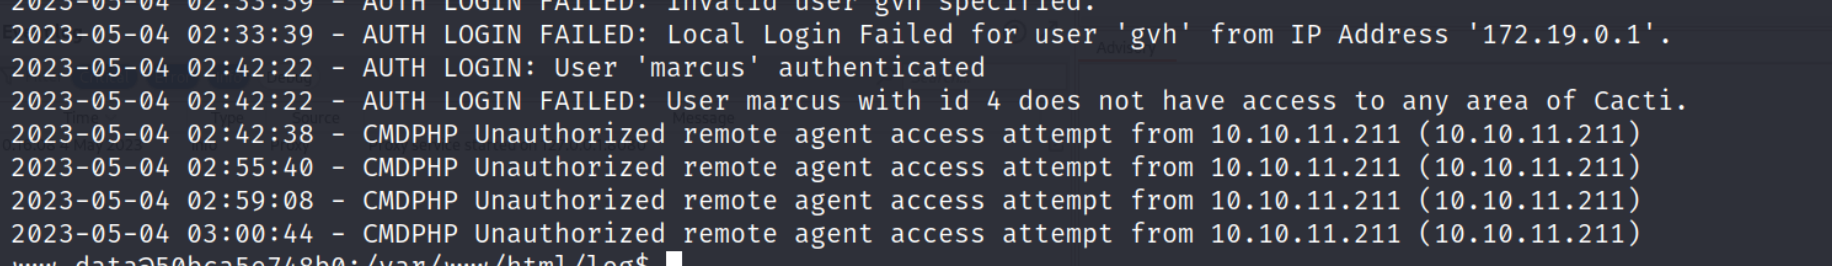 2023-05-04 02:33:39 - AUTH LOGIN FAILED: Invalid user gvh specified.
2023-05-04 02:33:39 - AUTH LOGIN FAILED: Local Login Failed for user 'gvh' from IP Address '172.19.0.1'.
2023-05-04 02:42:22 - AUTH LOGIN: User 'marcus' authenticated
2023-05-04 02:42:22 - AUTH LOGIN FAILED: User marcus with id 4 does not have access to any area of Cacti.
2023-05-04 02:42:38 - CMDPHP Unauthorized remote agent access attempt from 10.10.11.211 (10.10.11.211)
2023-05-04 02:55:40 - CMDPHP Unauthorized remote agent access attempt from 10.10.11.211 (10.10.11.211)
2023-05-04 02:59:08 - CMDPHP Unauthorized remote agent access attempt from 10.10.11.211 (10.10.11.211)
2023-05-04 03:00:44 - CMDPHP Unauthorized remote agent access attempt from 10.10.11.211 (10.10.11.211)
www-data@50bca5e748b0:/var/www/html/log$